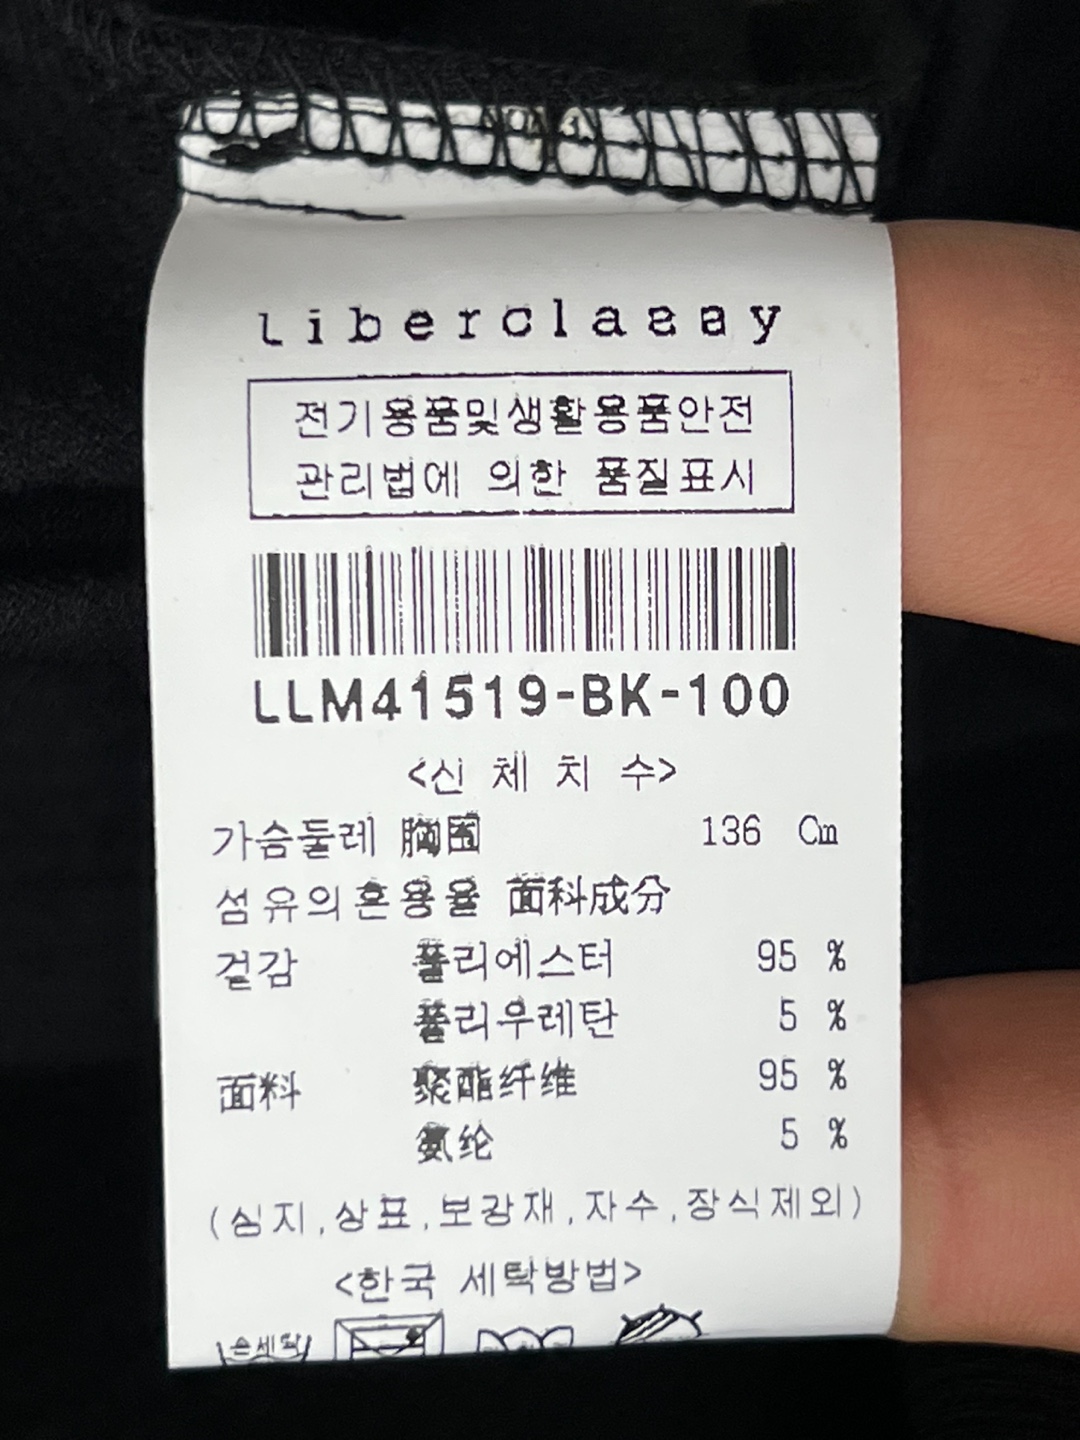 Liberclassy
전기용품및생활용품안전
관리법에 의한 품질표시
LLM41519-BK-100
<신 체 치 수>
가슴둘레 胸围 136 Cm
섬유의혼용율 面料成分
겉감 폴리에스터 95 %
폴리우레탄 5 %
面料 聚酯纤维 95 %
氨纶 5 %
(심지,상표,보강재,자수,장식제외)
<한국 세탁방법>
손세탁